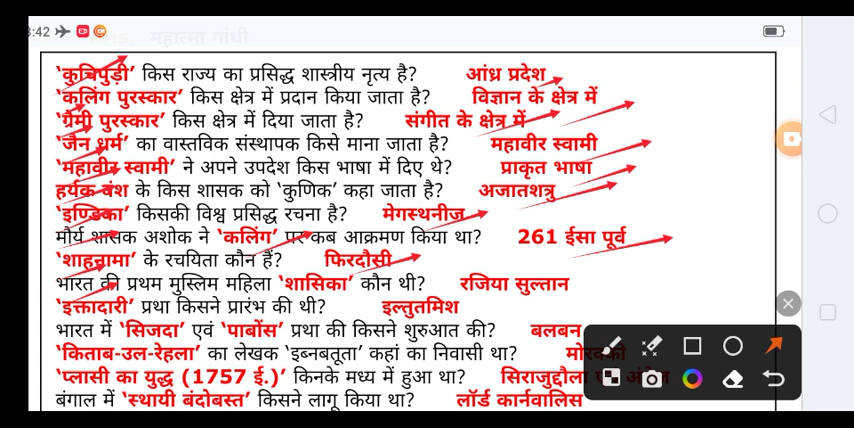 :42
महात्मा गांधी
‘कुचिपुड़ी’ किस राज्य का प्रसिद्ध शास्त्रीय नृत्य है? आंध्र प्रदेश
‘कलिंग पुरस्कार’ किस क्षेत्र में प्रदान किया जाता है? विज्ञान के क्षेत्र में
‘ग्रैमी पुरस्कार’ किस क्षेत्र में दिया जाता है? संगीत के क्षेत्र में
‘जैन धर्म’ का वास्तविक संस्थापक किसे माना जाता है? महावीर स्वामी
‘महावीर स्वामी’ ने अपने उपदेश किस भाषा में दिए थे? प्राकृत भाषा
हर्यक वंश के किस शासक को ‘कुणिक’ कहा जाता है? अजातशत्रु
‘इण्डिका’ किसकी विश्व प्रसिद्ध रचना है? मेगस्थनीज
मौर्य शासक अशोक ने ‘कलिंग’ पर कब आक्रमण किया था? 261 ईसा पूर्व
‘शाहनामा’ के रचयिता कौन हैं? फिरदौसी
भारत की प्रथम मुस्लिम महिला ‘शासिका’ कौन थी? रजिया सुल्तान
‘इक्तादारी’ प्रथा किसने प्रारंभ की थी? इल्तुतमिश
भारत में ‘सिजदा’ एवं ‘पाबोंस’ प्रथा की किसने शुरुआत की? बलबन
‘किताब-उल-रेहला’ का लेखक ‘इब्नबतूता’ कहां का निवासी था? मोरक्को
‘प्लासी का युद्ध (1757 ई.)’ किनके मध्य में हुआ था? सिराजुद्दौला
बंगाल में ‘स्थायी बंदोबस्त’ किसने लागू किया था? लॉर्ड कार्नवालिस